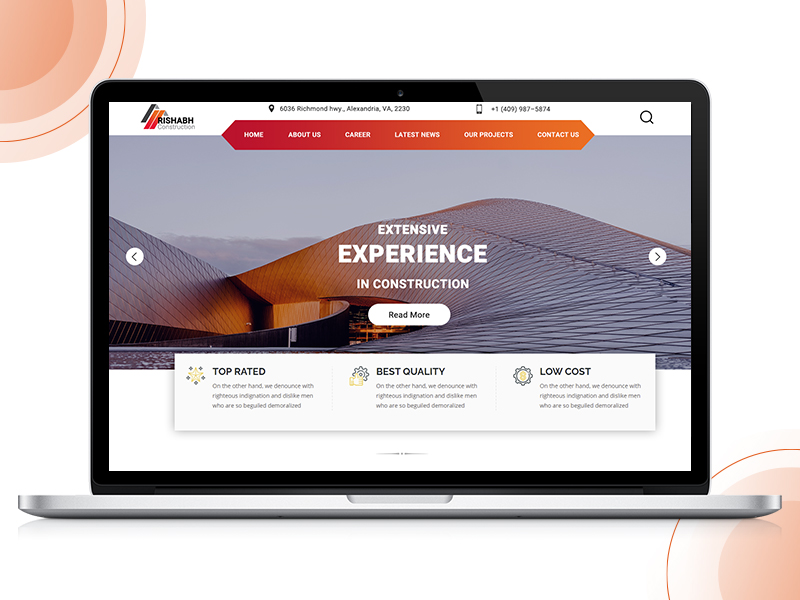 RISHABH
Construction
6036 Richmond hwy., Alexandria, VA, 2230
+1 (409) 987-5874
HOME ABOUT US CAREER LATEST NEWS OUR PROJECTS CONTACT US
EXTENSIVE
EXPERIENCE
IN CONSTRUCTION
Read More
TOP RATED
On the other hand, we denounce with
righteous indignation and dislike men
who are so beguiled demoralized
BEST QUALITY
On the other hand, we denounce with
righteous indignation and dislike men
who are so beguiled demoralized
LOW COST
On the other hand, we denounce with
righteous indignation and dislike men
who are so beguiled demoralized